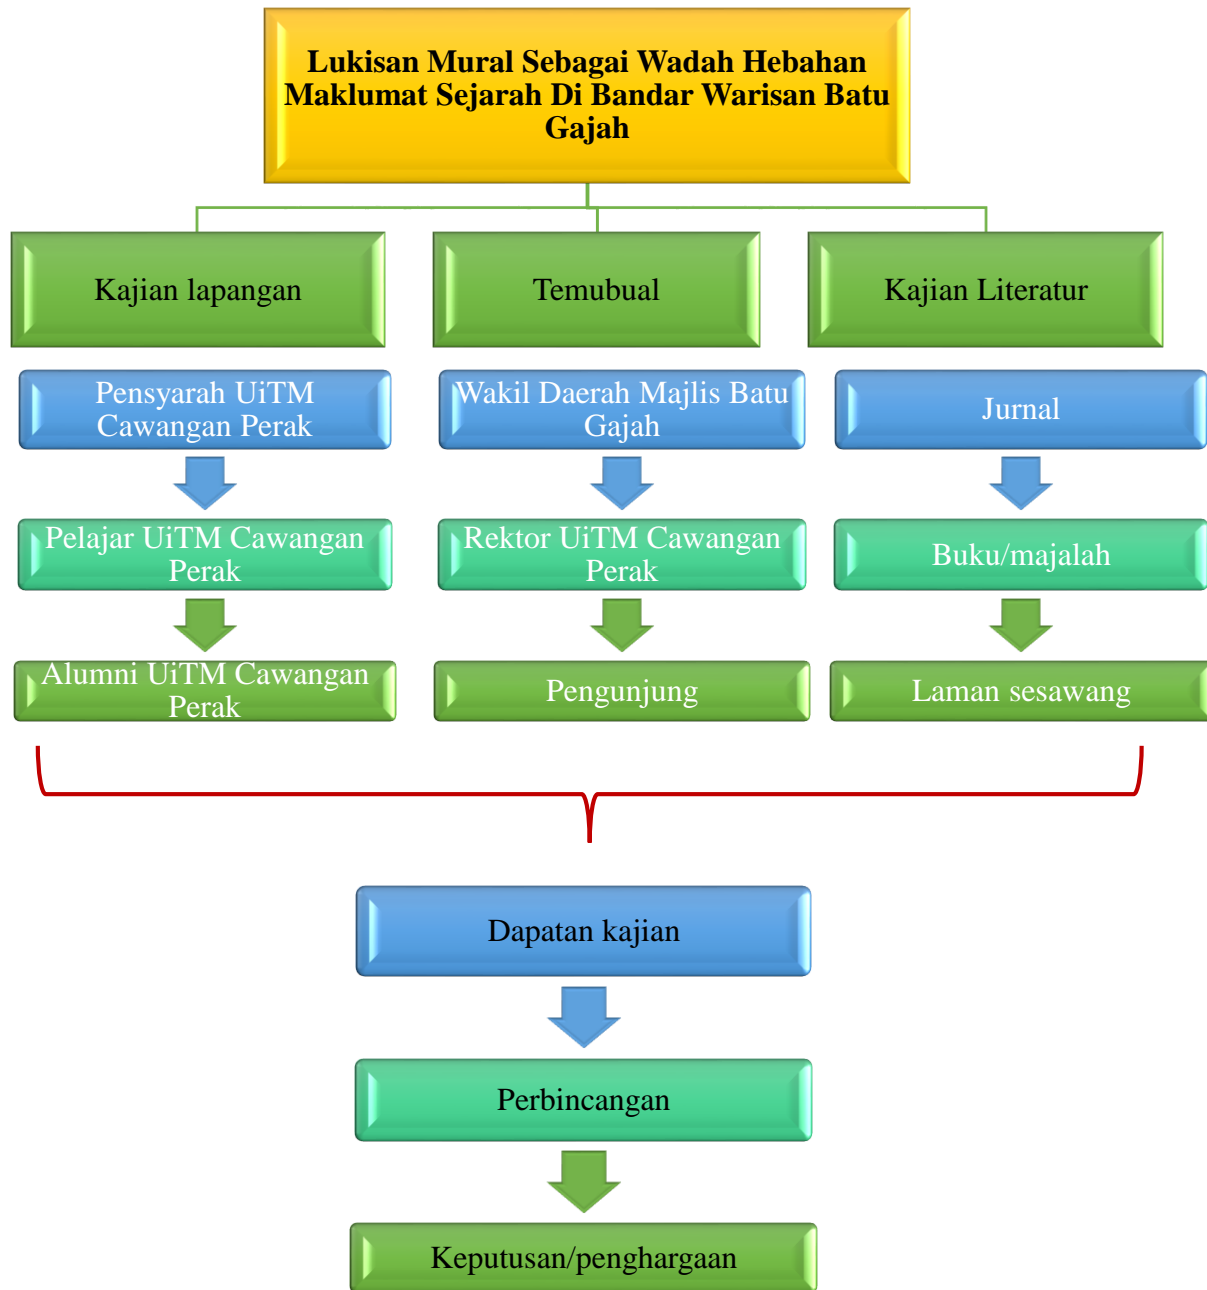 Lukisan Mural Sebagai Wadah Hebahan
Maklumat Sejarah Di Bandar Warisan Batu
Gajah
Kajian lapangan
Temubual
Kajian Literatur
Pensyarah UiTM
Cawangan Perak
Wakil Daerah Majlis Batu
Gajah
Jurnal
Pelajar UiTM Cawangan
Perak
Rektor UiTM Cawangan
Perak
Buku/majalah
Alumni UiTM Cawangan
Perak
Pengunjung
Laman sesawang
Dapatan kajian
Perbincangan
Keputusan/penghargaan